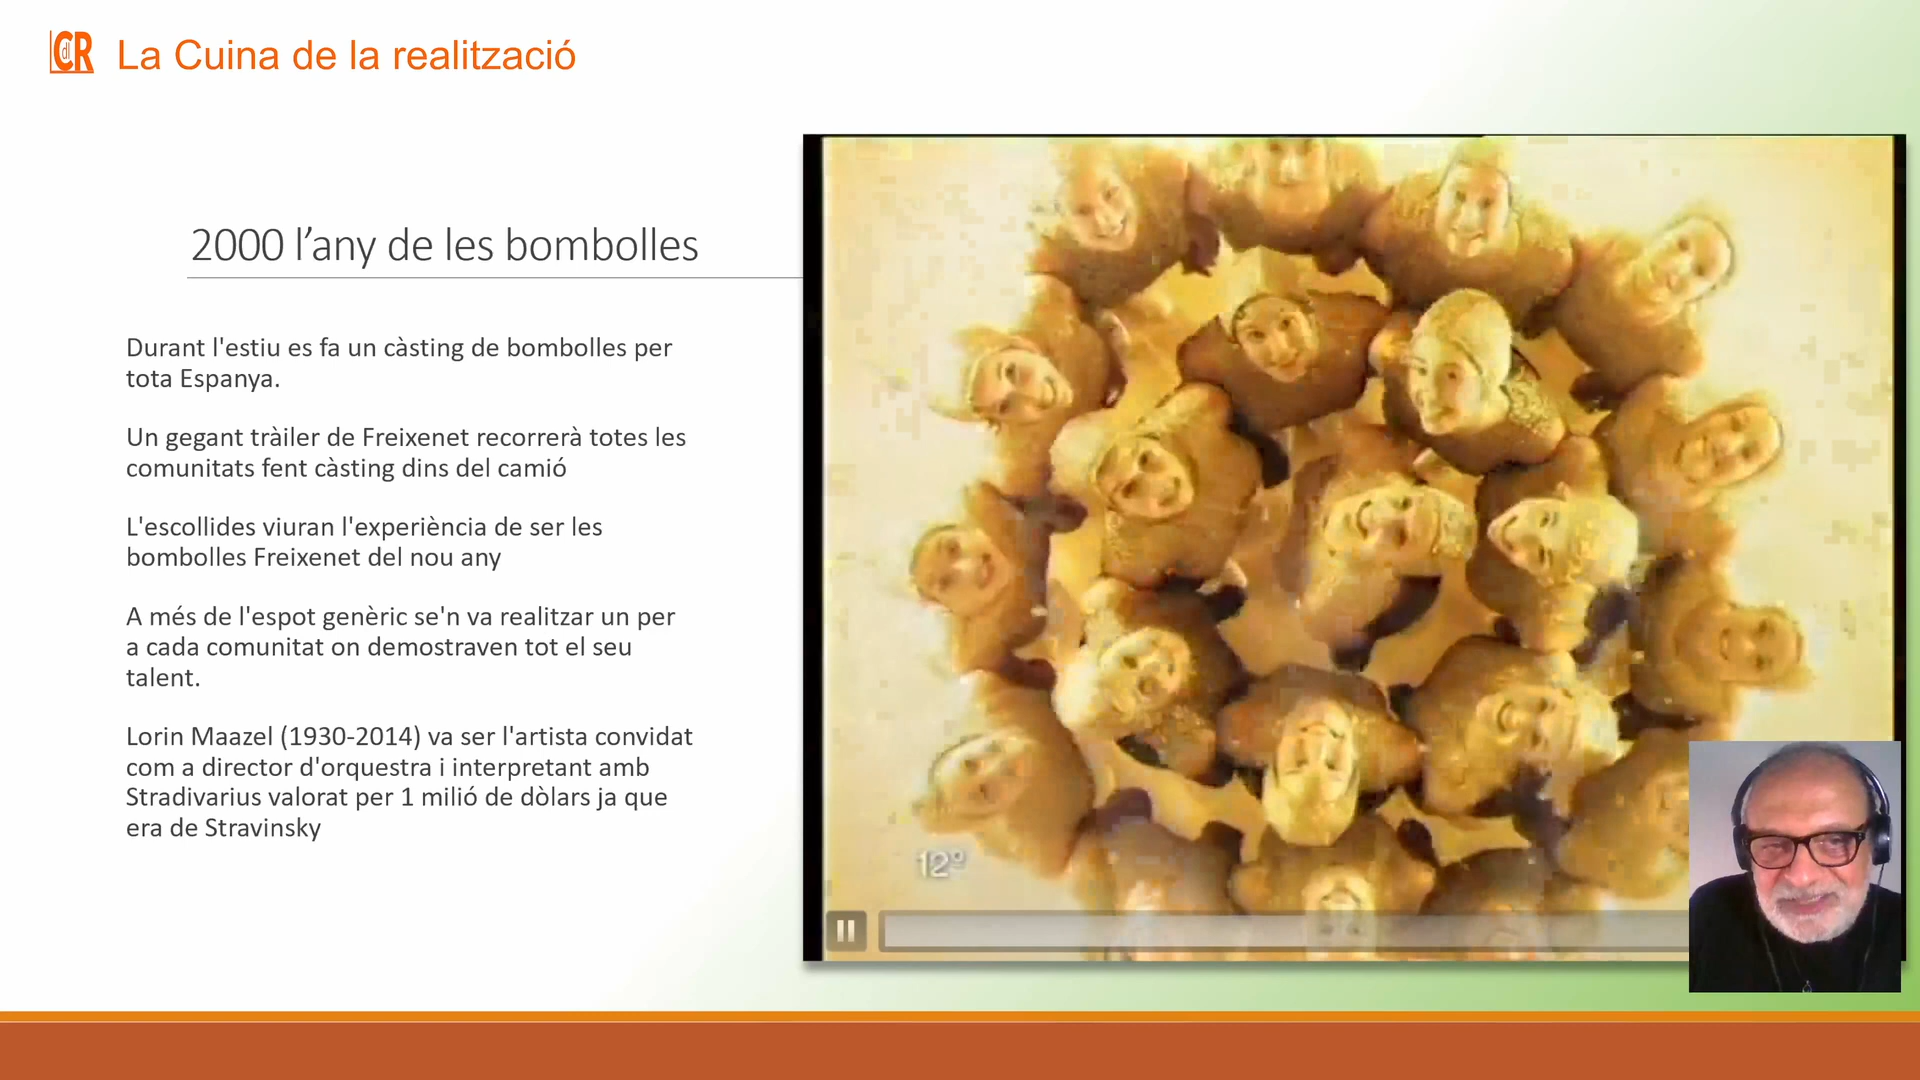 CdlR La Cuina de la realització
2000 l’any de les bombolles
Durant l'estiu es fa un càsting de bombolles per
tota Espanya.
Un gegant tràiler de Freixenet recorrerà totes les
comunitats fent càsting dins del camió
L'escollides viuran l'experiència de ser les
bombolles Freixenet del nou any
A més de l'espot genèric se'n va realitzar un per
a cada comunitat on demostraven tot el seu
talent.
Lorin Maazel (1930-2014) va ser l'artista convidat
com a director d'orquestra i interpretant amb
Stradivarius valorat per 1 milió de dòlars ja que
era de Stravinsky
12º